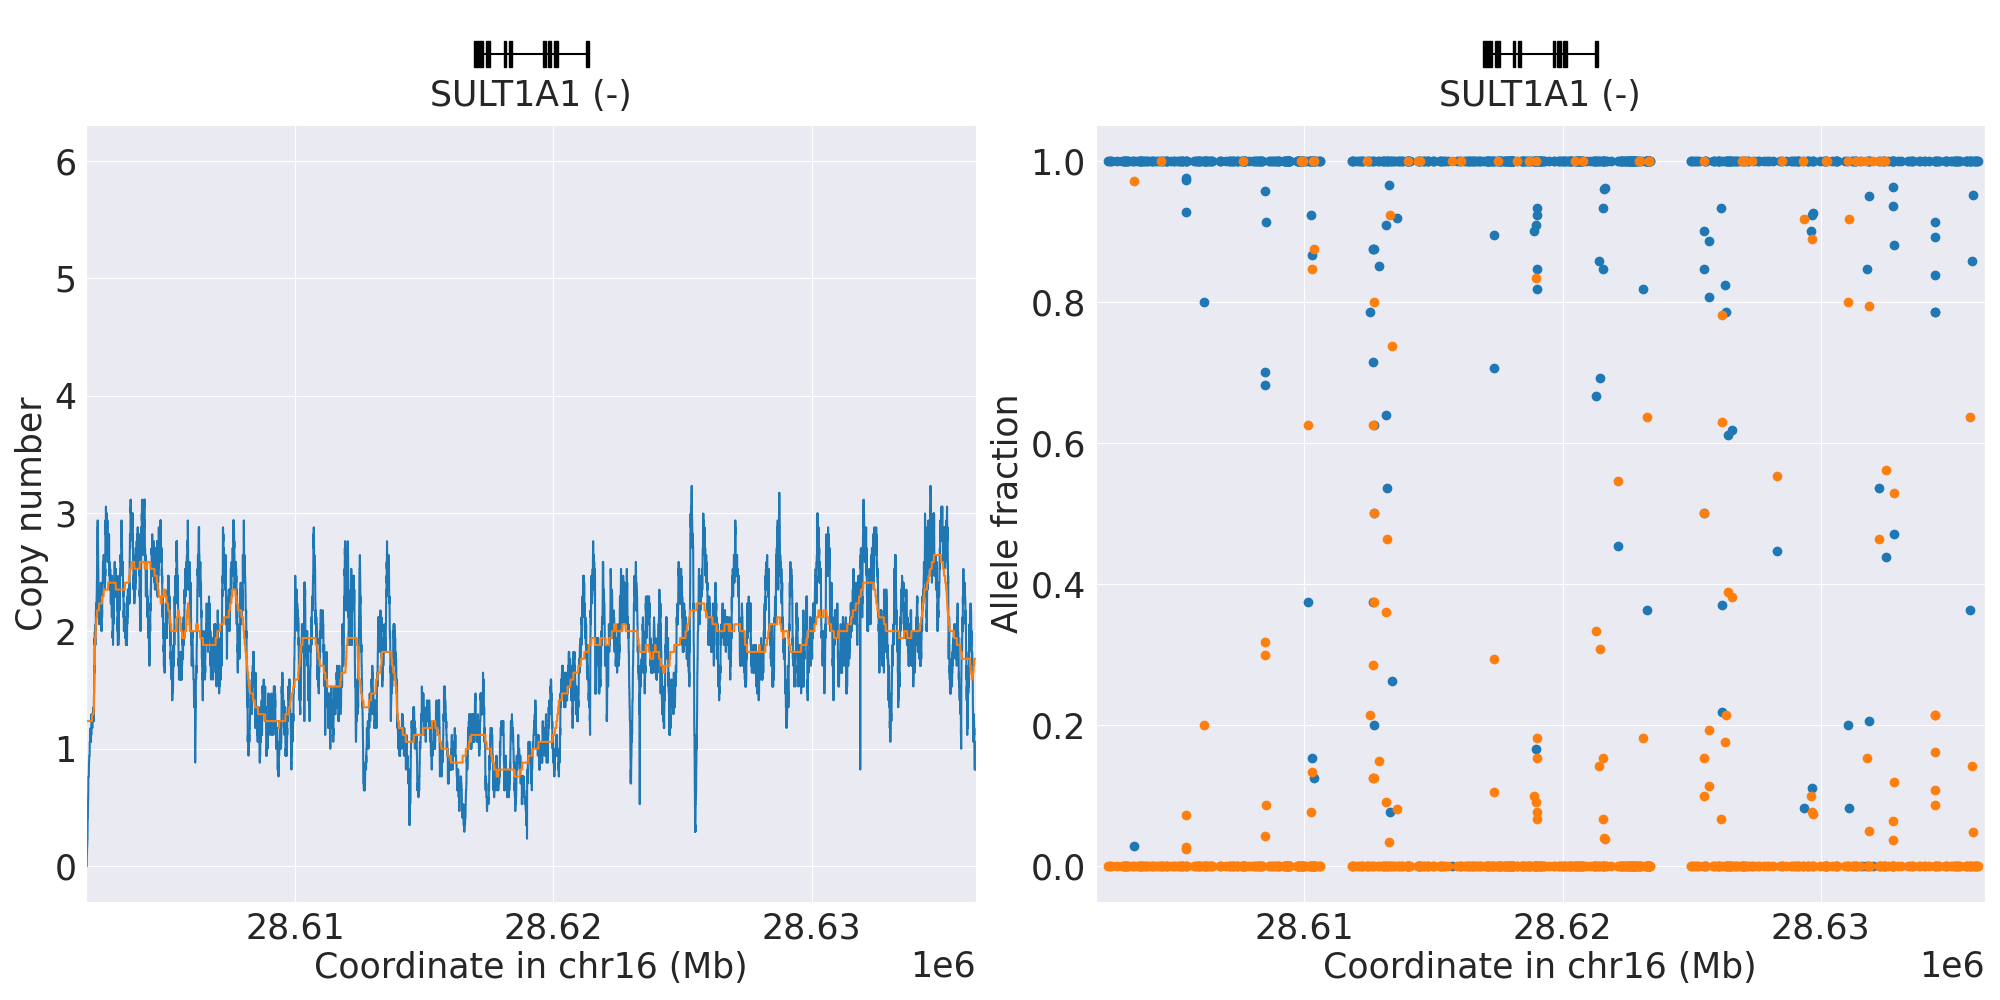 SULT1A1 (-)
6
5
4
3
2
1
0
Copy number
28.61
28.62
28.63
Coordinate in chr16 (Mb)
1e6
SULT1A1 (-)
1.0
0.8
0.6
0.4
0.2
0.0
Allele fraction
28.61
28.62
28.63
Coordinate in chr16 (Mb)
1e6